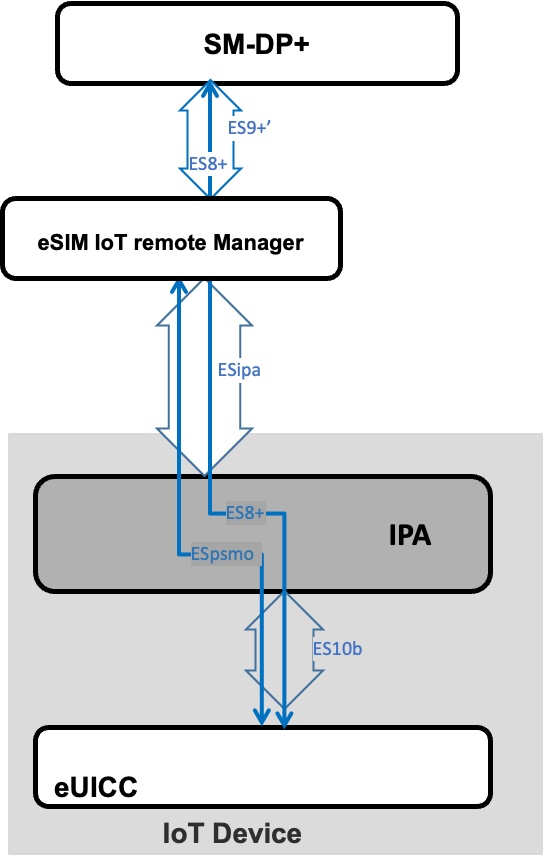 SM-DP+
ES9+’
ES8+
eSIM IoT remote Manager
ESipa
ES8+
IPA
ESpsmo
ES10b
eUICC
IoT Device